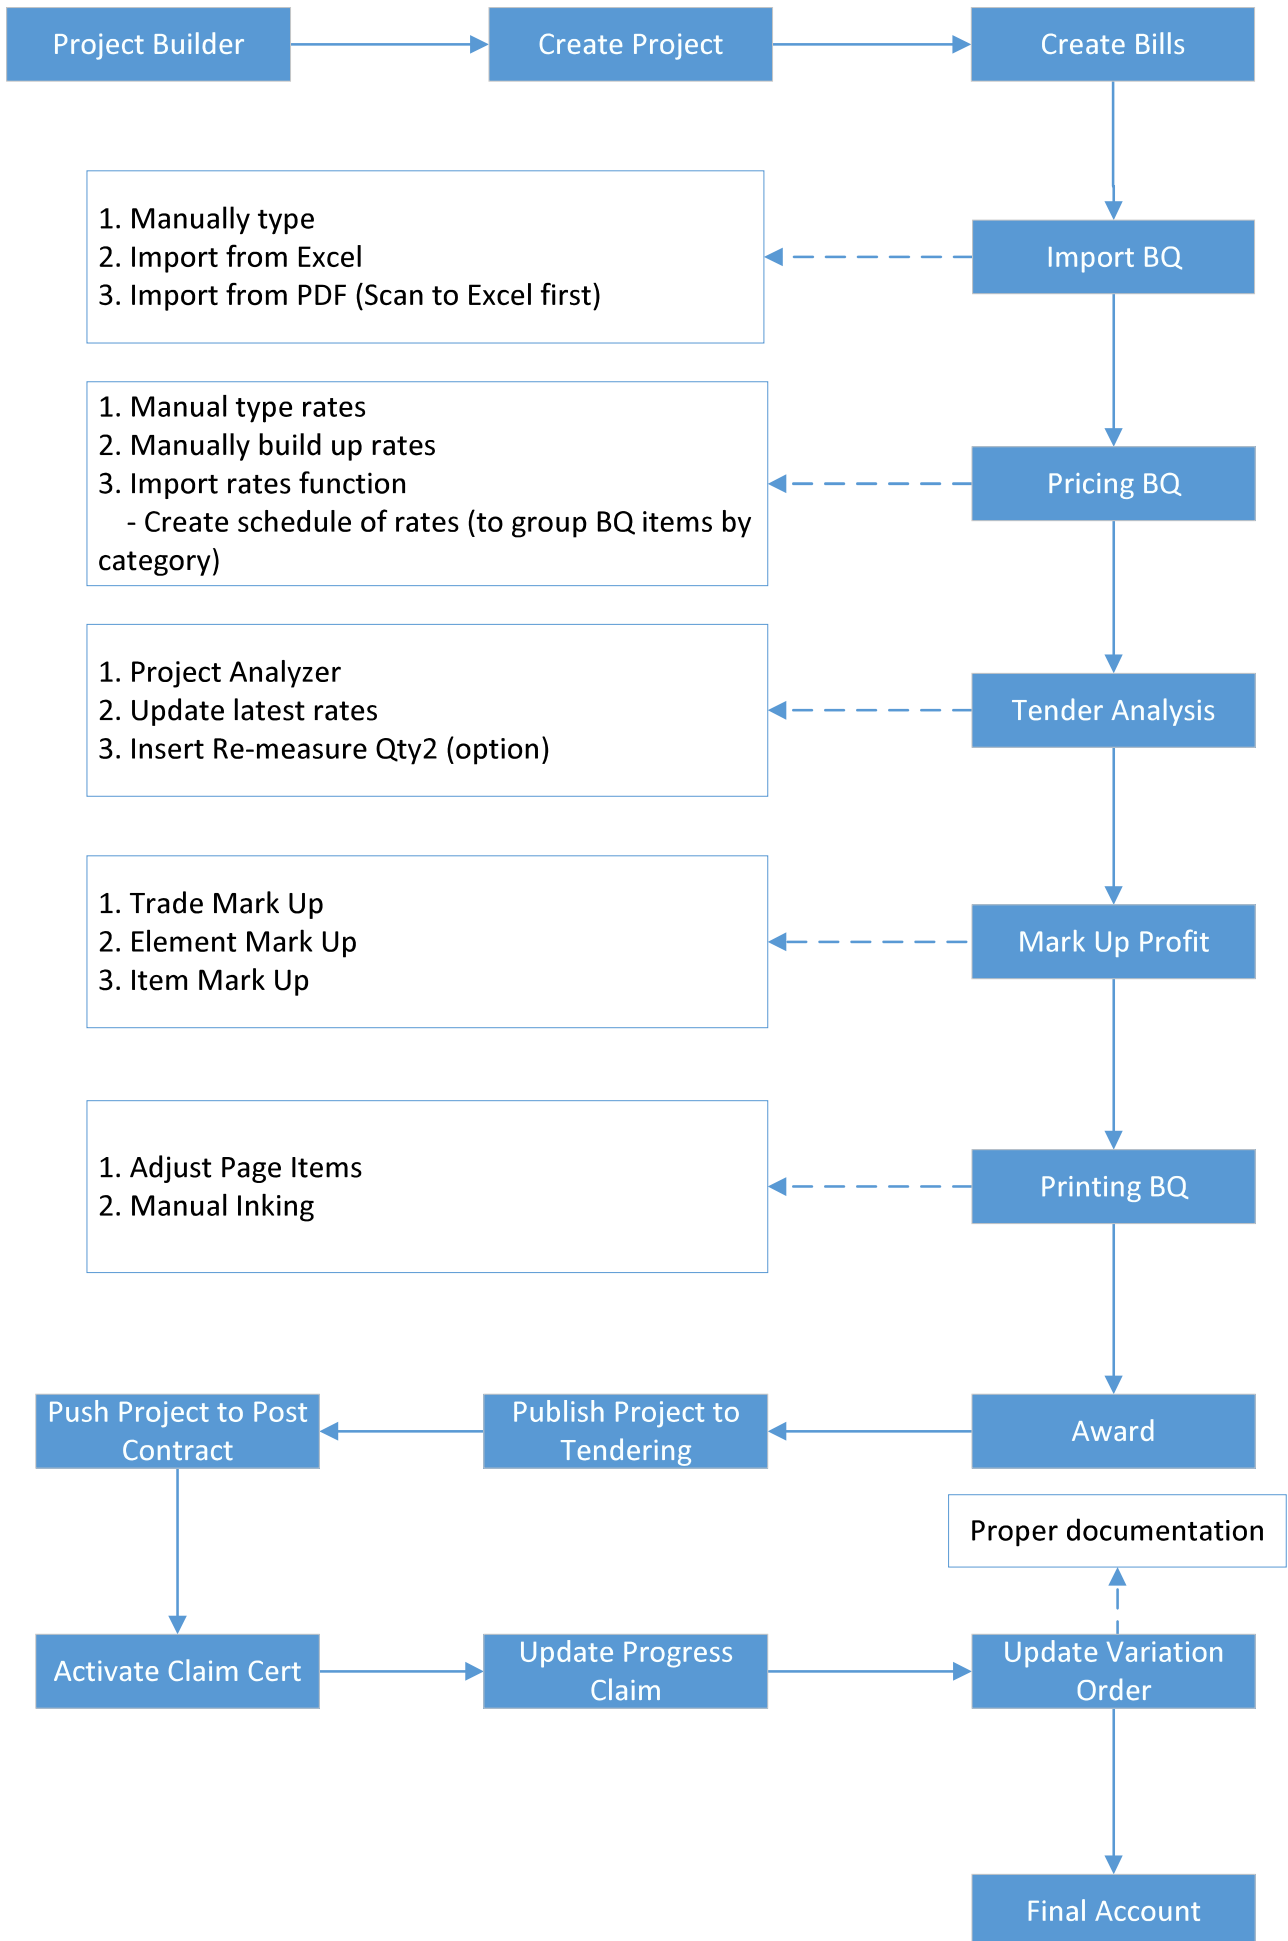 Project Builder
Create Project
Create Bills
1. Manually type
2. Import from Excel
3. Import from PDF (Scan to Excel first)
Import BQ
1. Manual type rates
2. Manually build up rates
3. Import rates function
- Create schedule of rates (to group BQ items by
category)
Pricing BQ
1. Project Analyzer
2. Update latest rates
3. Insert Re-measure Qty2 (option)
Tender Analysis
1. Trade Mark Up
2. Element Mark Up
3. Item Mark Up
Mark Up Profit
1. Adjust Page Items
2. Manual Inking
Printing BQ
Award
Publish Project to
Tendering
Push Project to Post
Contract
Activate Claim Cert
Update Progress
Claim
Update Variation
Order
Proper documentation
Final Account